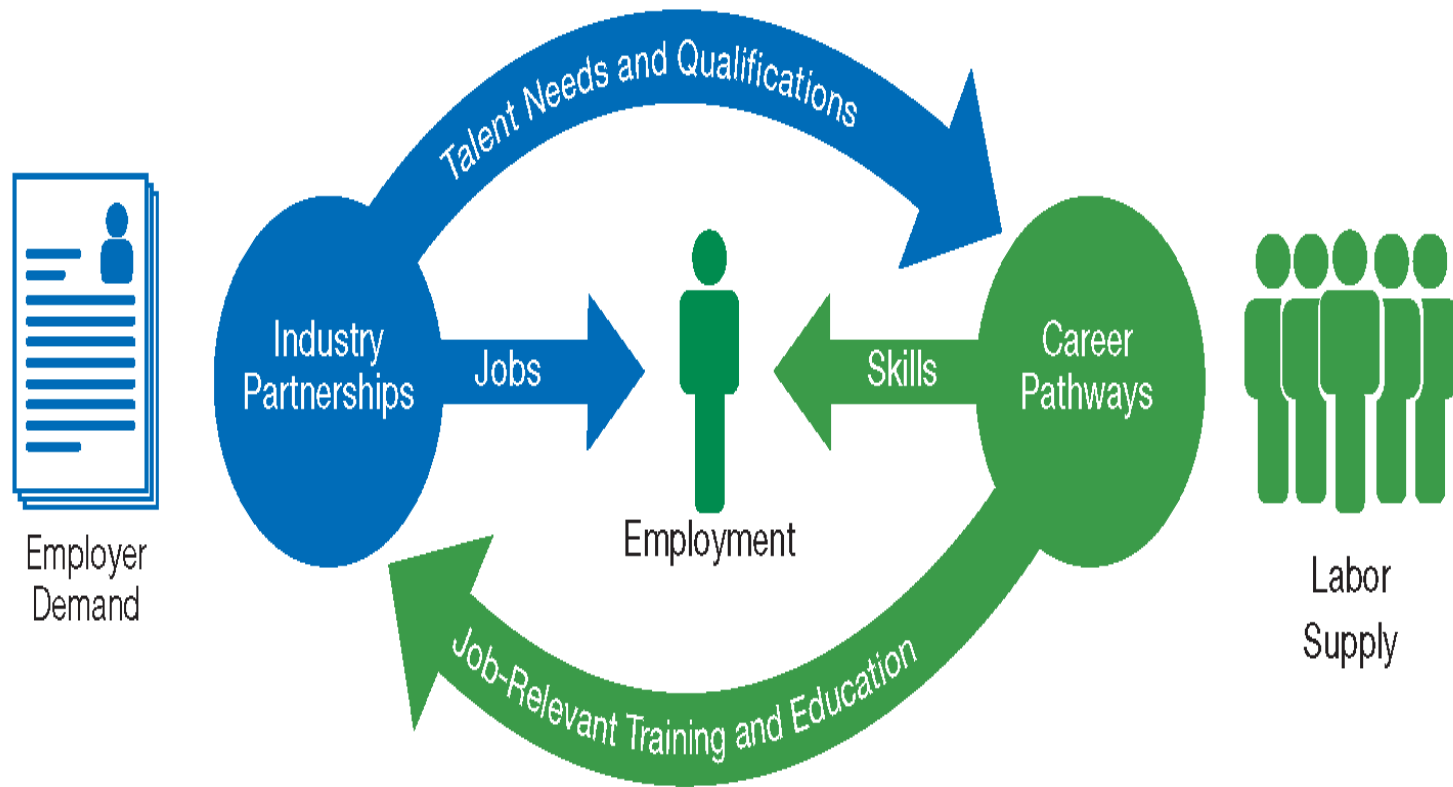 Talent Needs and Qualifications
Employer
Demand
Industry
Partnerships
Jobs
Employment
Skills
Career
Pathways
Labor
Supply
Job-Relevant Training and Education